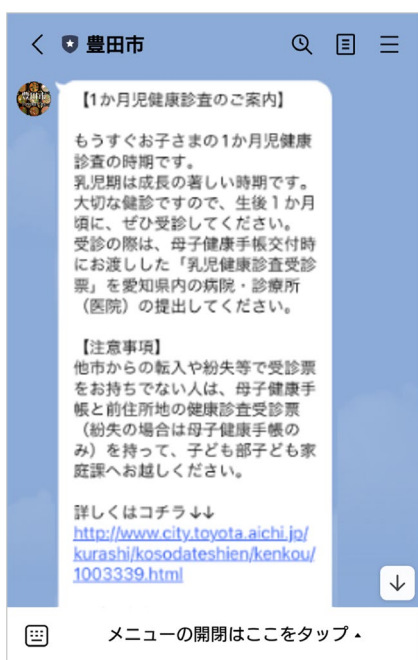 豊田市
【1か月児健康診査のご案内】
もうすぐお子さまの1か月児健康
診査の時期です。
乳児期は成長の著しい時期です。
大切な健診ですので、生後1か月
頃に、ぜひ受診してください。
受診の際は、母子健康手帳交付時
にお渡しした「乳児健康診査受診
票」を愛知県内の病院・診療所
（医院）の提出してください。
【注意事項】
他市からの転入や紛失等で受診票
をお持ちでない人は、母子健康手
帳と前住所地の健康診査受診票
（紛失の場合は母子健康手帳の
み）を持って、子ども部子ども家
庭課へお越しください。
詳しくはコチラ↓↓
http://www.city.toyota.aichi.jp/
kurashi/kosodateshien/kenkou/
1003339.html
メニューの開閉はここをタップ▲